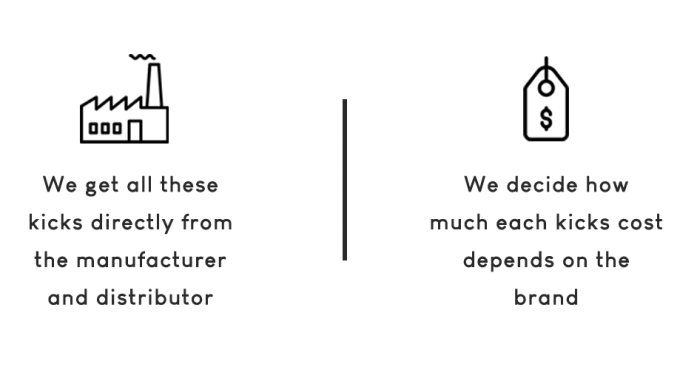 We get all these
kicks directly from
the manufacturer
and distributor
$
We decide how
much each kicks cost
depends on the
brand